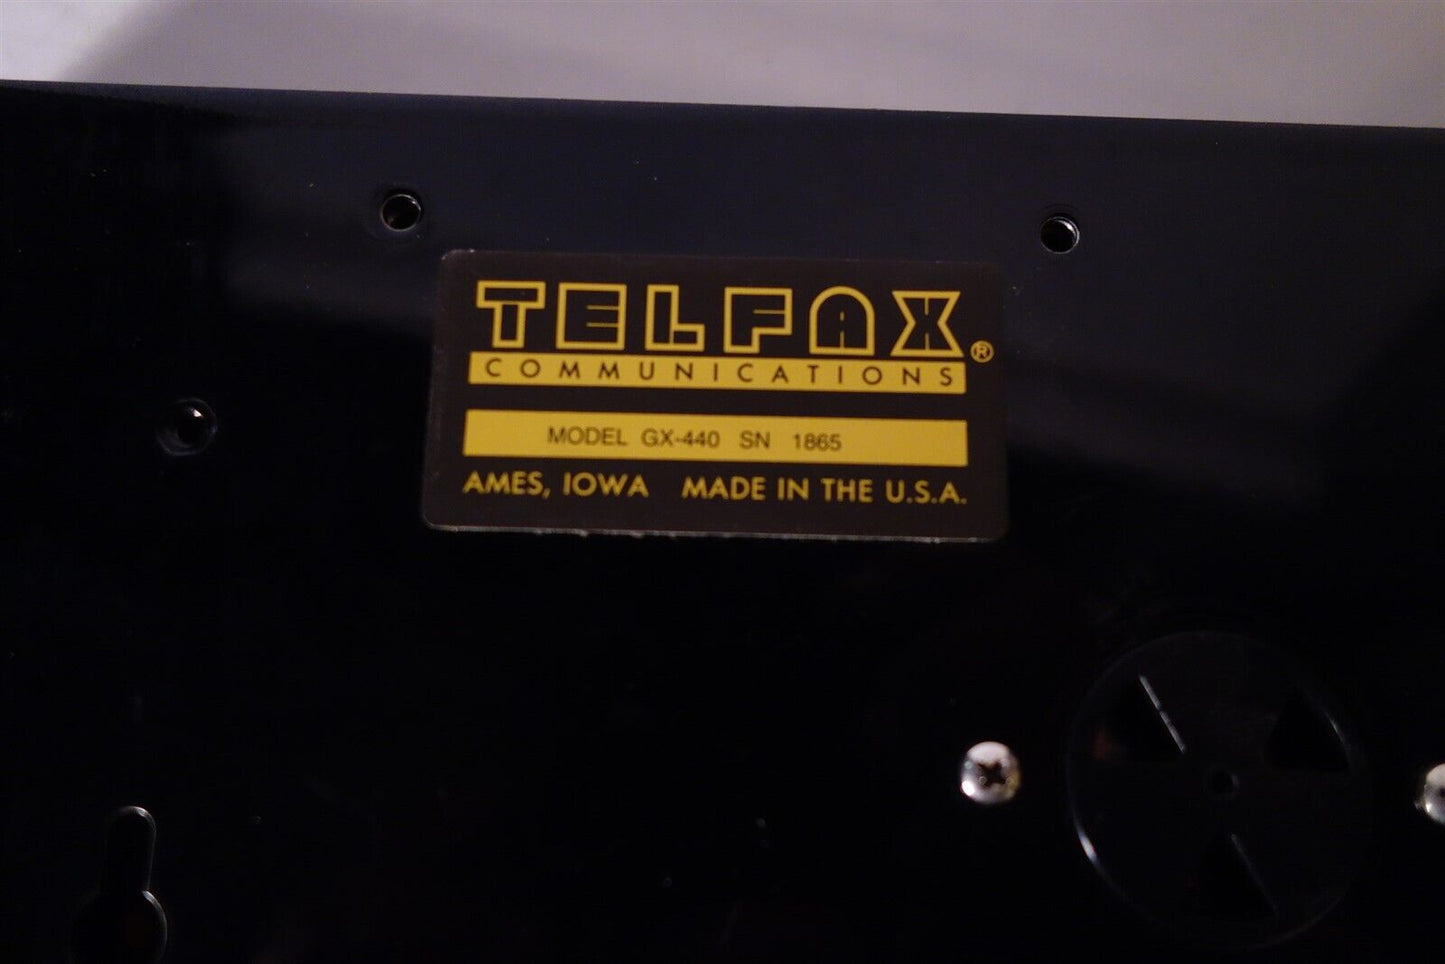 TELFAX®
COMMUNICATIONS
MODEL GX-440 SN 1865
AMES, IOWA MADE IN THE U.S.A.